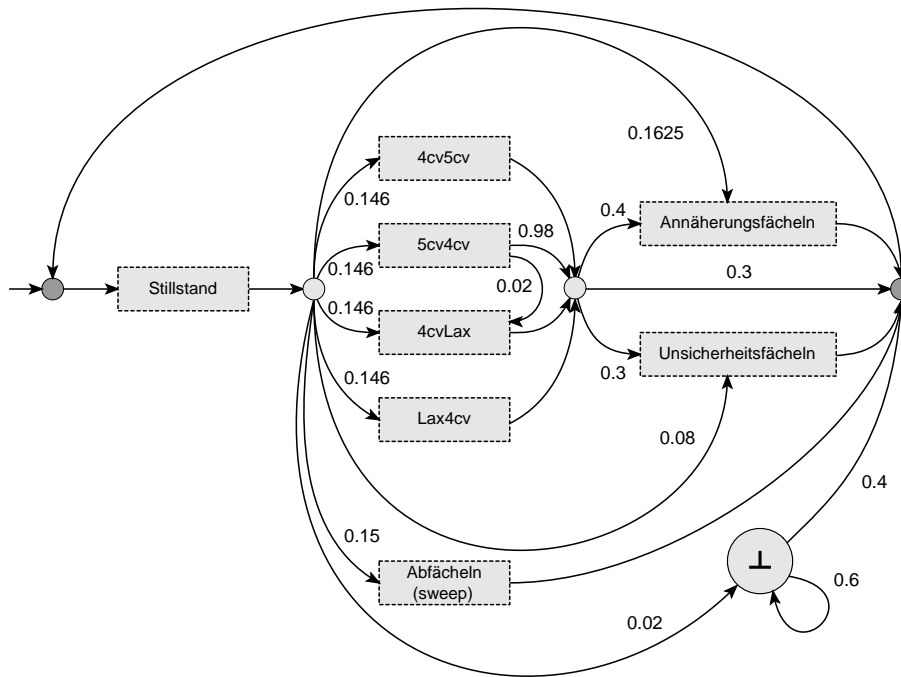 0.1625
4cv5cv
0.146
0.4
Annäherungsfächeln
5cv4cv
0.98
0.146
0.3
Stillstand
0.02
0.146
4cvLax
Unsicherheitsfächeln
0.146
0.3
Lax4cv
0.08
0.4
0.15
Abfächeln
(sweep)
⊥
0.6
0.02